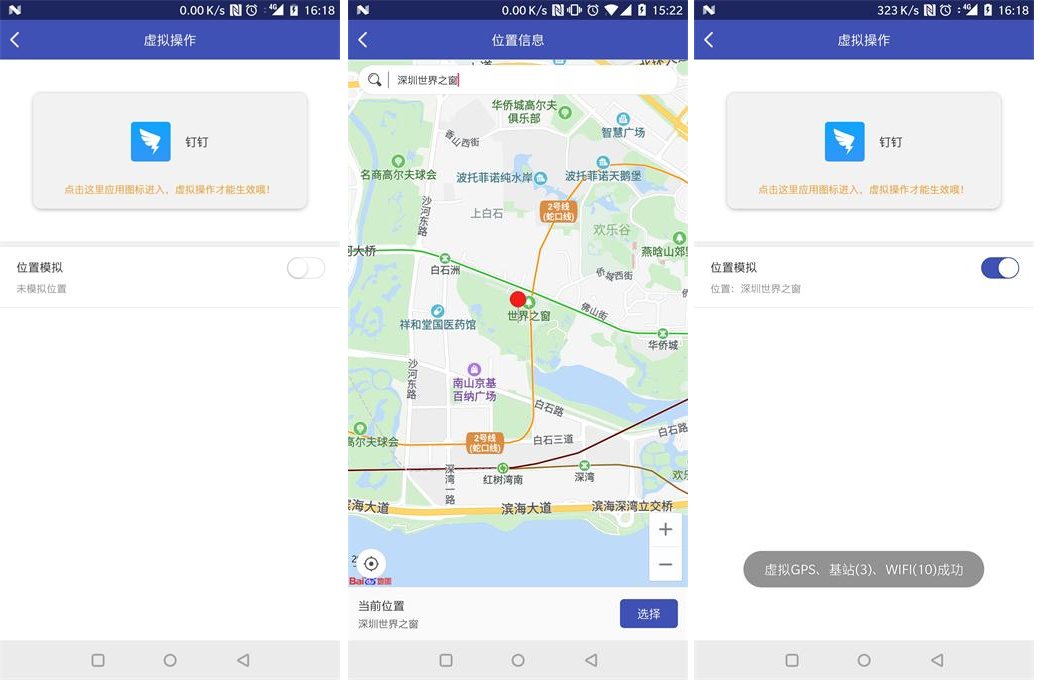 0.00 K/s 4G 16:18
虚拟操作
钉钉
点击这里应用图标进入，虚拟操作才能生效哦！
位置模拟
未模拟位置
0.00 K/s 15:22
位置信息
深圳世界之窗
华侨城高尔夫
俱乐部
智慧广场
香山西街
名商高尔夫球会
波托菲诺纯水岸
波托菲诺天鹅堡
沙河东路
上白石
2号线
(蛇口线)
欢乐谷
燕晗山郊
河大桥
白石洲
侨城西街
世界之窗
佛山街
祥和堂国医药馆
华侨城
沙河东路
南山京基
百纳广场
白石路
高尔夫球会
2号线
(蛇口线)
白石三道
白石路
深湾一路
红树湾南
深湾
欢乐
滨海大道
滨海大道
滨海深湾立交桥
Bai 地图
当前位置
深圳世界之窗
选择
323 K/s 4G 16:18
虚拟操作
钉钉
点击这里应用图标进入，虚拟操作才能生效哦！
位置模拟
位置：深圳世界之窗
虚拟GPS、基站(3)、WIFI(10)成功